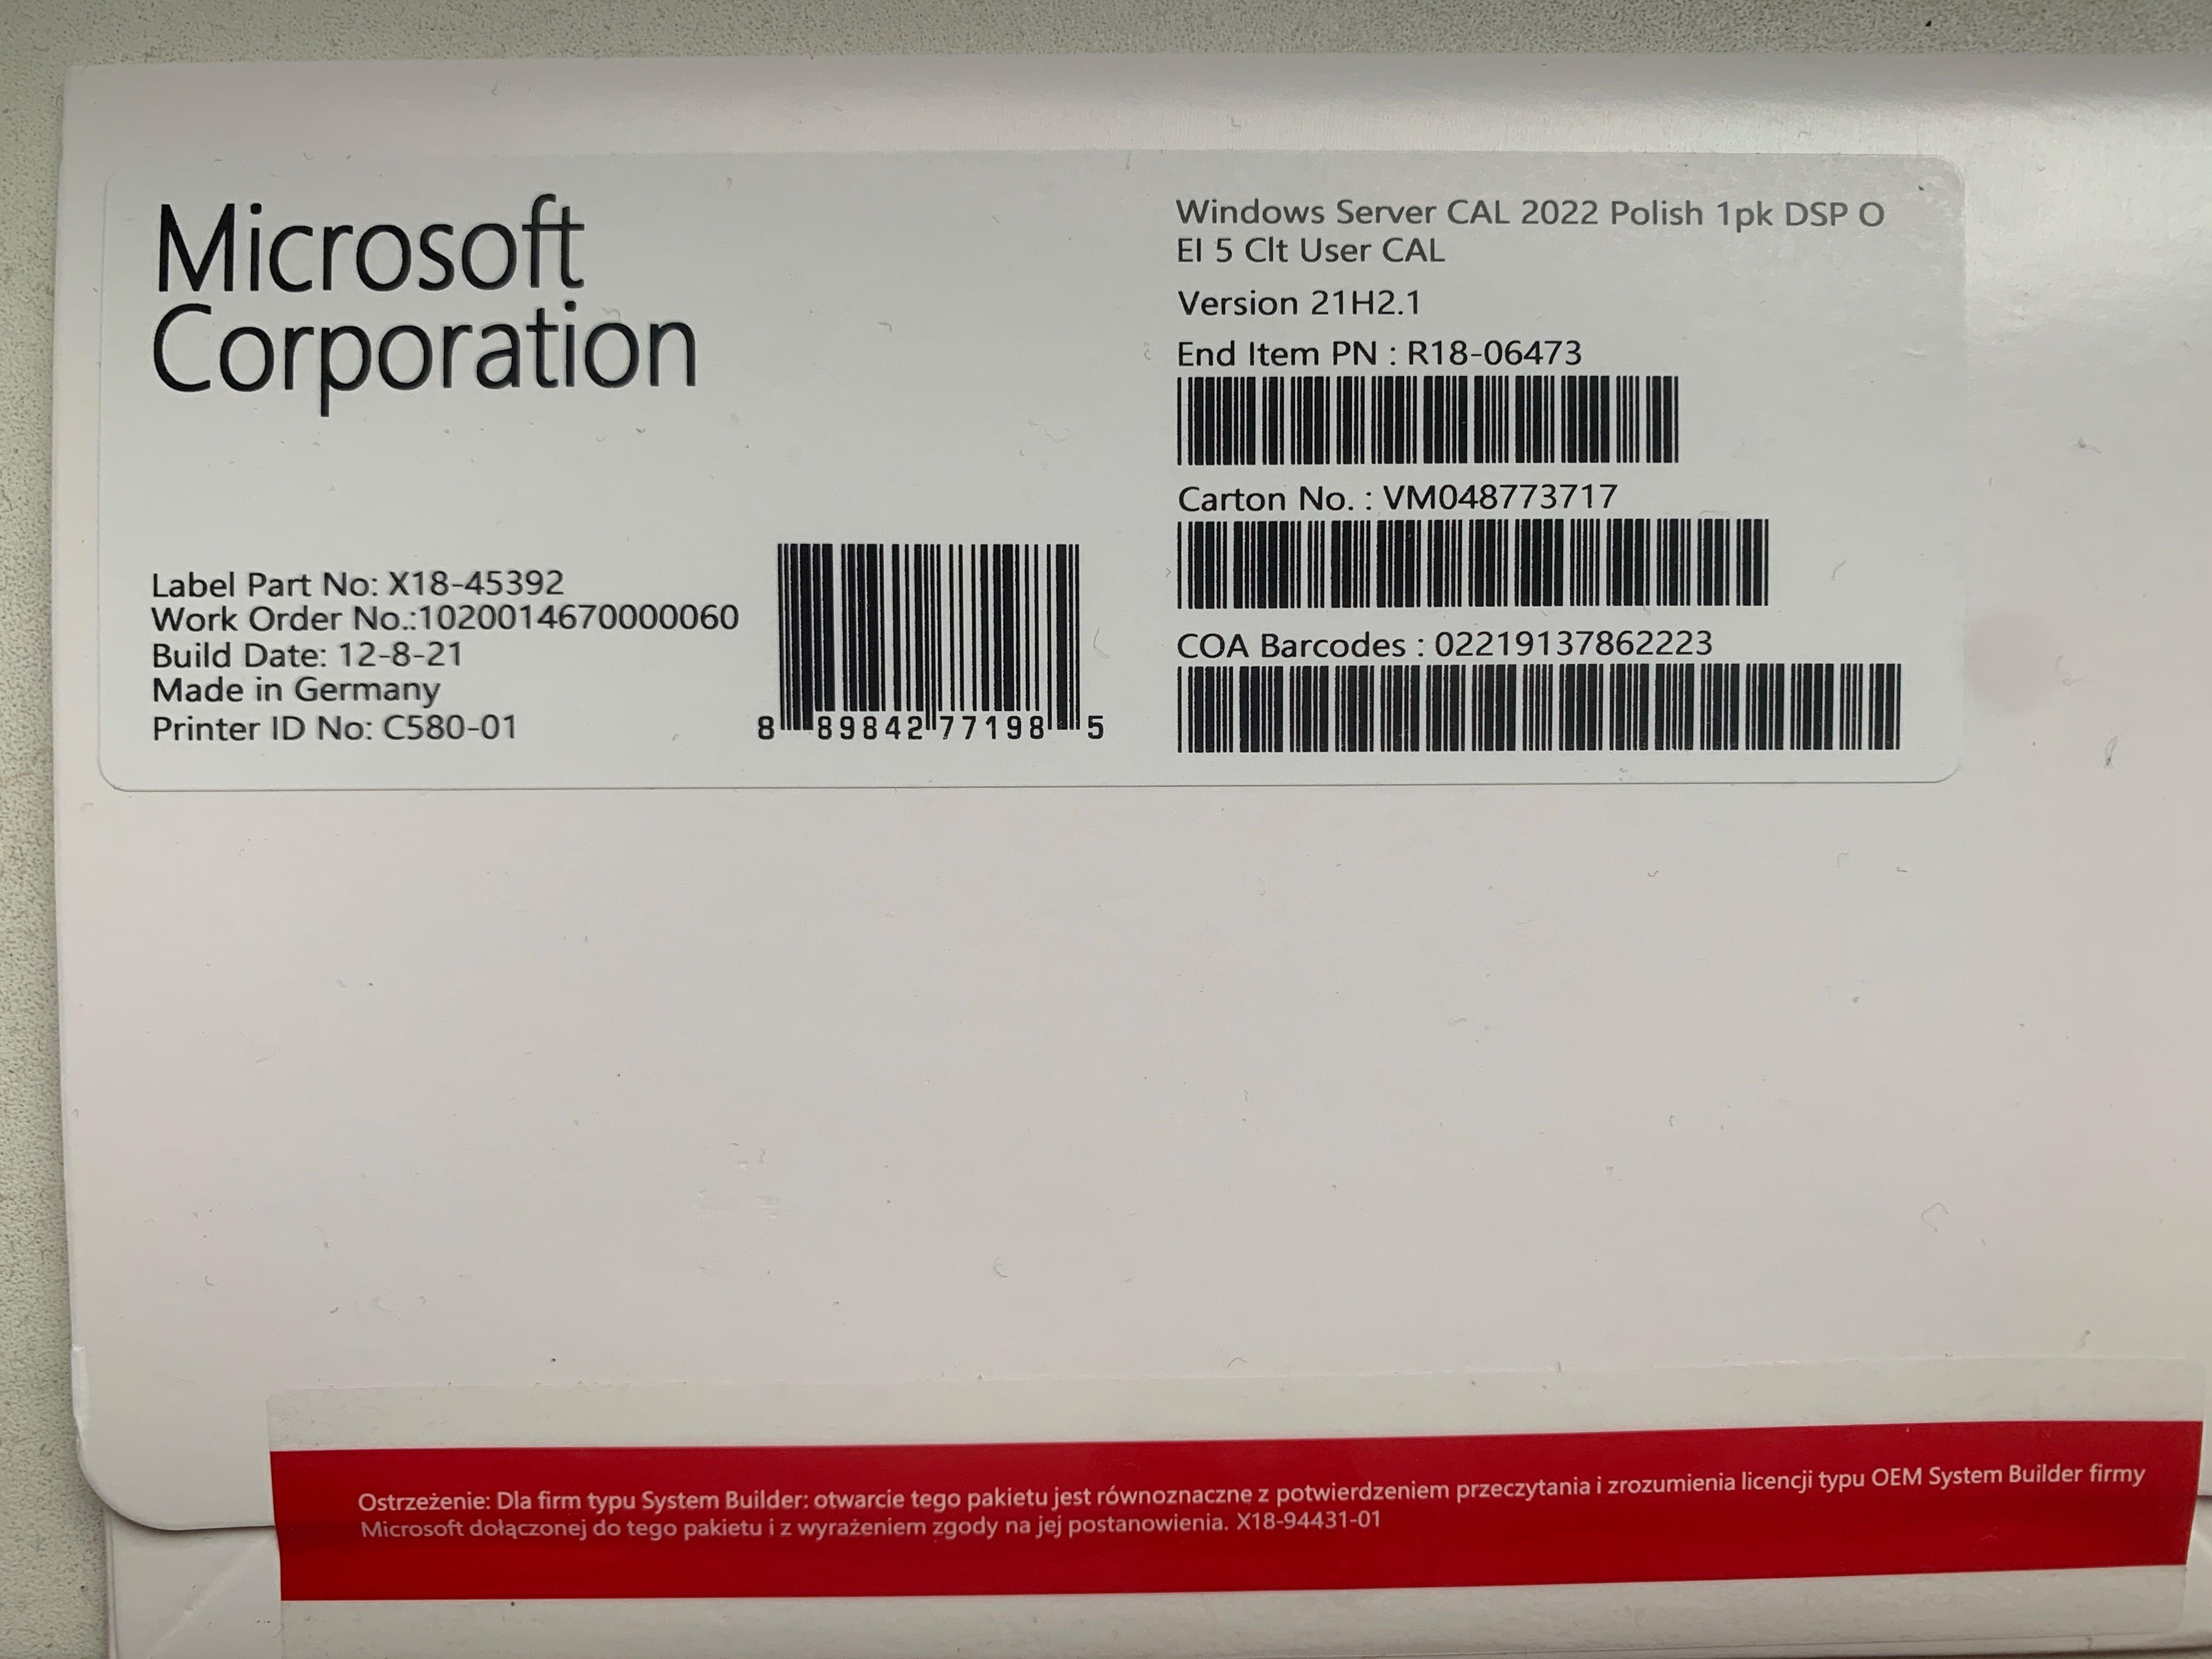 Microsoft
Corporation
Label Part No: X18-45392
Work Order No.:1020014670000060
Build Date: 12-8-21
Made in Germany
Printer ID No: C580-01
8 89842 77198 5
Windows Server CAL 2022 Polish 1pk DSP O
EI 5 Clt User CAL
Version 21H2.1
End Item PN : R18-06473
Carton No. : VM048773717
COA Barcodes : 02219137862223
Ostrzeżenie: Dla firm typu System Builder: otwarcie tego pakietu jest równoznaczne z potwierdzeniem przeczytania i zrozumienia licencji typu OEM System Builder firmy
Microsoft dołączonej do tego pakietu i z wyrażeniem zgody na jej postanowienia. X18-94431-01